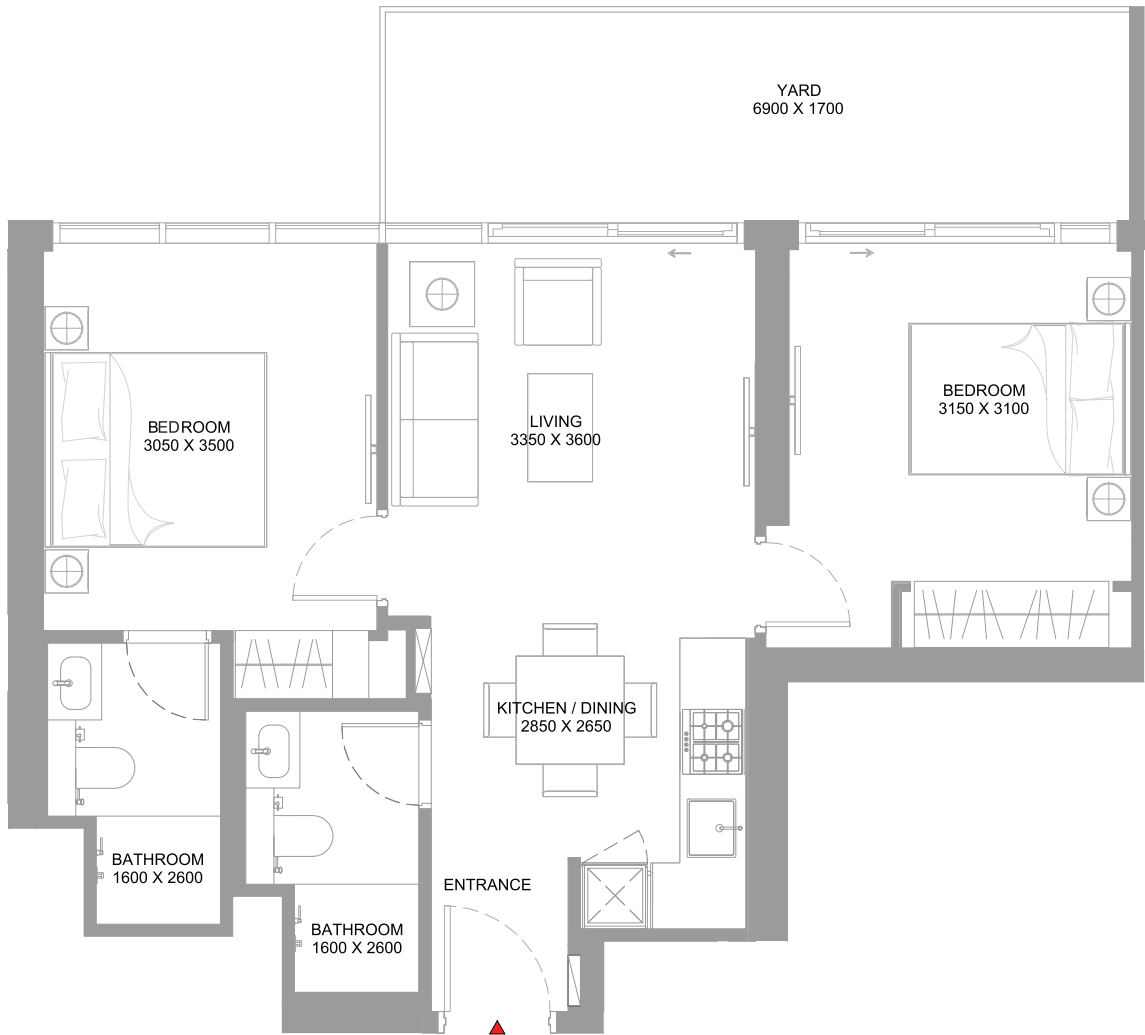 YARD
6900 X 1700
BEDROOM
3150 X 3100
LIVING
3350 X 3600
BEDROOM
3050 X 3500
KITCHEN / DINING
2850 X 2650
BATHROOM
1600 X 2600
ENTRANCE
BATHROOM
1600 X 2600